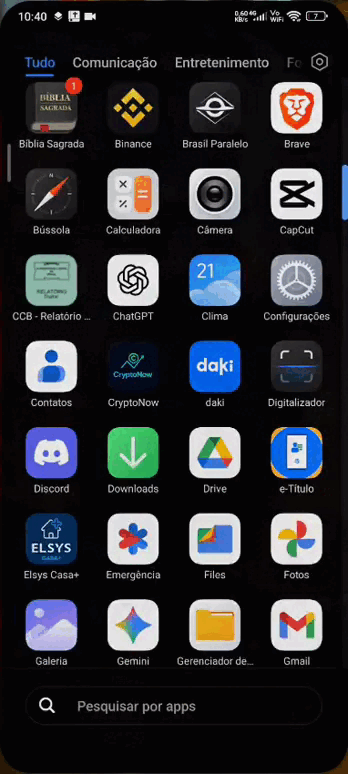 10:40
0,60 4G
KB/s
Vo
WiFi
7
Tudo Comunicação Entretenimento Fo
BÍBLIA
SAGRADA
1
Bíblia Sagrada Binance Brasil Paralelo Brave
Bússola Calculadora Câmera CapCut
RELATÓRIO
21
CCB - Relatório ... ChatGPT Clima Configurações
CryptoNow
daki
Contatos CryptoNow daki Digitalizador
Discord Downloads Drive e-Título
ELSYS
Elsys Casa+ Emergência Files Fotos
Galeria Gemini Gerenciador de... Gmail
Pesquisar por apps